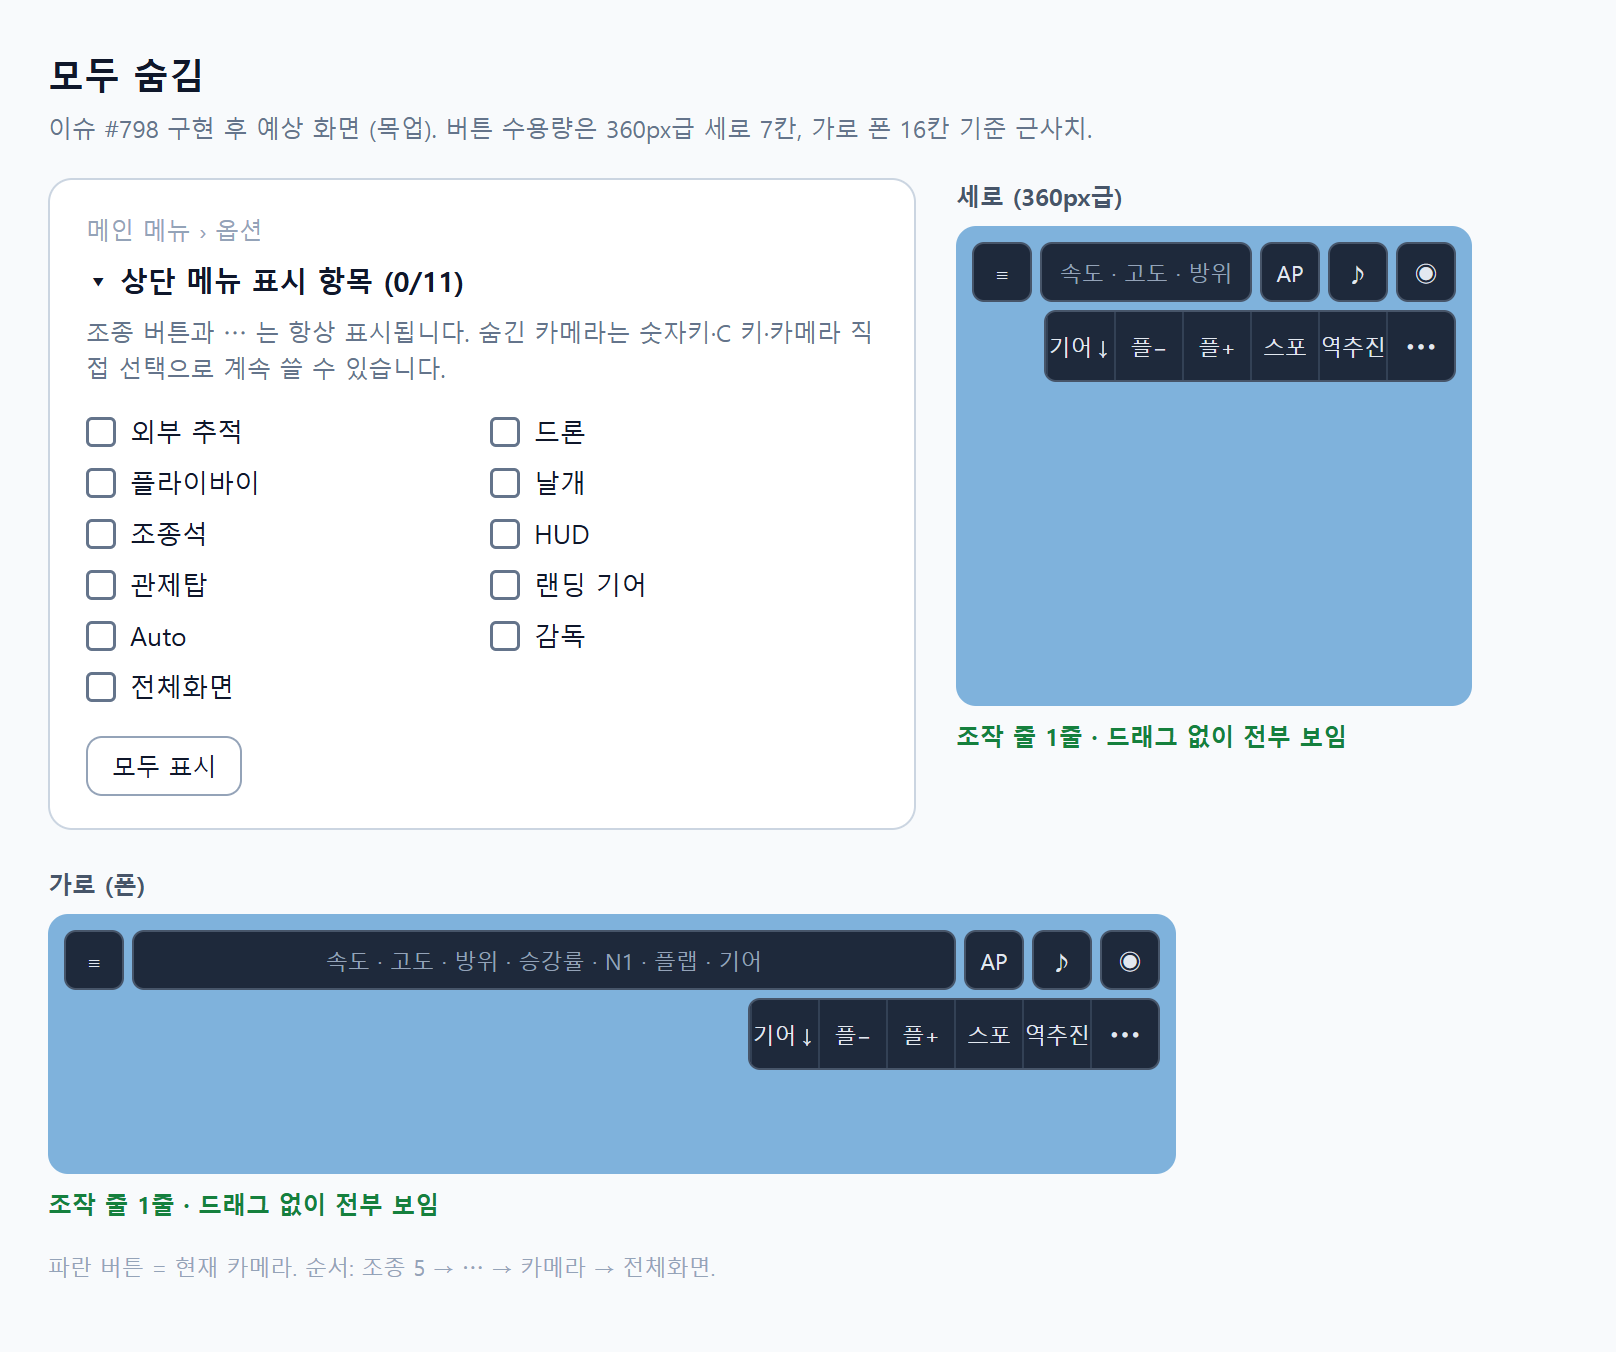 모두 숨김
이슈 #798 구현 후 예상 화면 (목업). 버튼 수용량은 360px급 세로 7칸, 가로 폰 16칸 기준 근사치.
메인 메뉴 › 옵션
▼ 상단 메뉴 표시 항목 (0/11)
조종 버튼과 ⋯ 는 항상 표시됩니다. 숨긴 카메라는 숫자키·C 키·카메라 직
접 선택으로 계속 쓸 수 있습니다.
외부 추적
드론
플라이바이
날개
조종석
HUD
관제탑
랜딩 기어
Auto
감독
전체화면
모두 표시
세로 (360px급)
≡ 속도 · 고도 · 방위 AP ♪ ◉
기어↓ 플− 플+ 스포 역추진 •••
조작 줄 1줄 · 드래그 없이 전부 보임
가로 (폰)
≡ 속도 · 고도 · 방위 · 승강률 · N1 · 플랩 · 기어 AP ♪ ◉
기어↓ 플− 플+ 스포 역추진 •••
조작 줄 1줄 · 드래그 없이 전부 보임
파란 버튼 = 현재 카메라. 순서: 조종 5 → ⋯ → 카메라 → 전체화면.